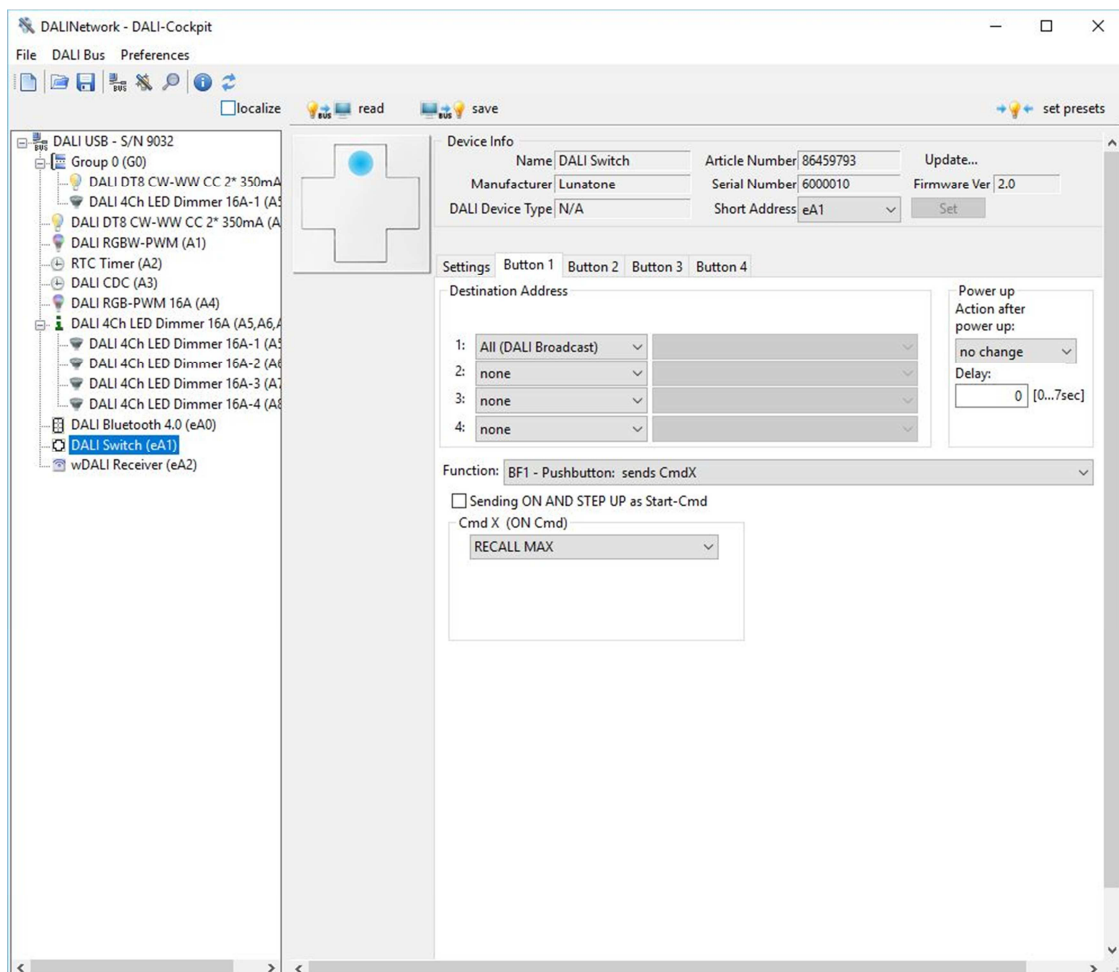 DALINetwork - DALI-Cockpit
File DALI Bus Preferences
BUS
localize
BUS read
BUS save
set presets
BUS DALI USB - S/N 9032
Group 0 (G0)
DALI DT8 CW-WW CC 2* 350mA
DALI 4Ch LED Dimmer 16A-1 (A5
DALI DT8 CW-WW CC 2* 350mA (A
DALI RGBW-PWM (A1)
RTC Timer (A2)
DALI CDC (A3)
DALI RGB-PWM 16A (A4)
DALI 4Ch LED Dimmer 16A (A5,A6,A
DALI 4Ch LED Dimmer 16A-1 (A5
DALI 4Ch LED Dimmer 16A-2 (A6
DALI 4Ch LED Dimmer 16A-3 (A7
DALI 4Ch LED Dimmer 16A-4 (A8
DALI Bluetooth 4.0 (eA0)
DALI Switch (eA1)
wDALI Receiver (eA2)
Device Info
Name DALI Switch Article Number 86459793 Update...
Manufacturer Lunatone Serial Number 6000010 Firmware Ver 2.0
DALI Device Type N/A Short Address eA1 Set
Settings Button 1 Button 2 Button 3 Button 4
Destination Address
1: All (DALI Broadcast)
2: none
3: none
4: none
Power up
Action after
power up:
no change
Delay:
0 [0...7sec]
Function: BF1 - Pushbutton: sends CmdX
Sending ON AND STEP UP as Start-Cmd
Cmd X (ON Cmd)
RECALL MAX